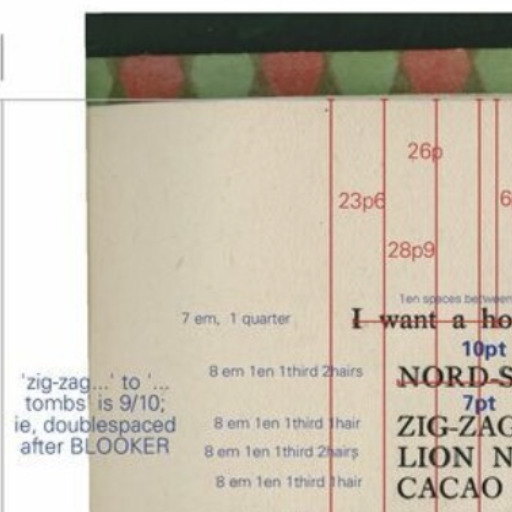 26p
23p6
6
28p9
1en spaces between
7 em, 1 quarter
I want a ho
10pt
8 em 1en 1third 2hairs
NORD-S
'zig-zag...' to '...
tombs' is 9/10;
ie, doublespaced
after BLOOKER
7pt
8 em 1en 1third 1hair
ZIG-ZAG
8 em 1en 1third 2hairs
LION N
8 em 1en 1third 1hair
CACAO